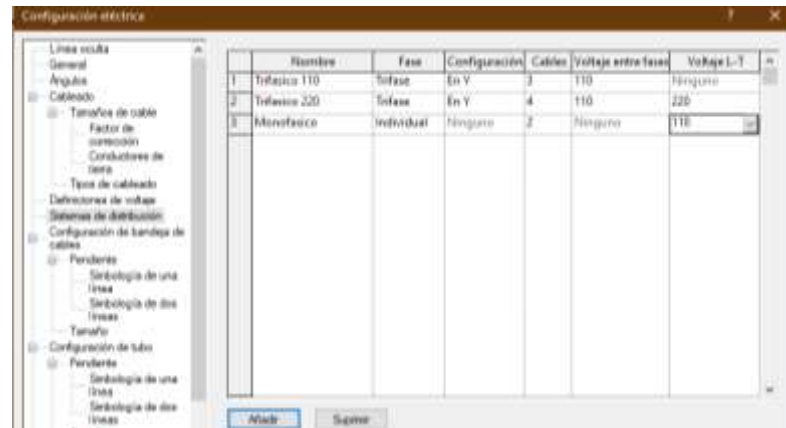 Configuración eléctrica
? ×
Línea oculta
General
Ángulos
Cableado
Tamaños de cable
Factor de
corrección
Conductores de
tierra
Tipos de cableado
Definiciones de voltaje
Sistemas de distribución
Configuración de bandeja de
cables
Pendiente
Simbología de una
línea
Simbología de dos
líneas
Tamaño
Configuración de tubo
Pendiente
Simbología de una
línea
Simbología de dos
líneas
Nombre Fase Configuración Cables Voltaje entre fases Voltaje L-T
1 Trifasico 110 Trifase En Y 3 110 Ninguno
2 Trifasico 220 Trifase En Y 4 110 220
3 Monofasico Individual Ninguno 2 Ninguno 110
Añadir Suprimir